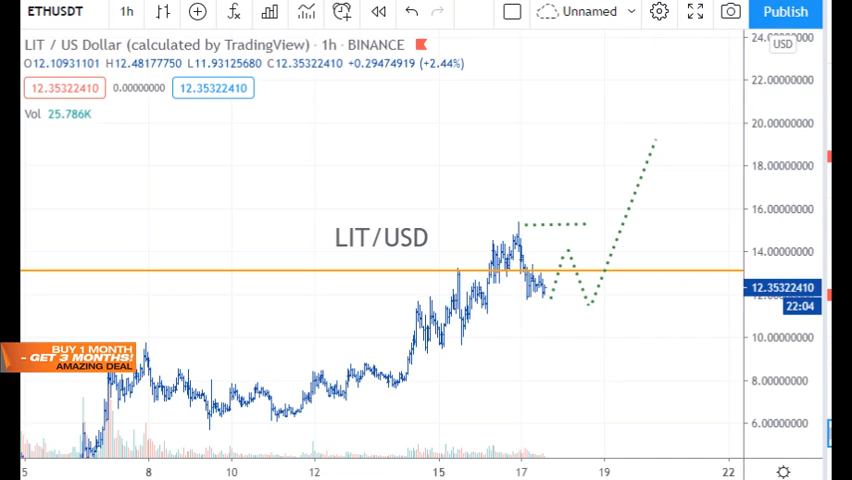 ETHUSDT 1h Unnamed Publish
LIT / US Dollar (calculated by TradingView) · 1h · BINANCE
O12.10931101 H12.48177750 L11.93125680 C12.35322410 +0.29474919 (+2.44%)
12.35322410 0.00000000 12.35322410
Vol 25.786K
24.00000000
USD
22.00000000
20.00000000
18.00000000
16.00000000
LIT/USD
14.00000000
12.35322410
22:04
10.00000000
BUY 1 MONTH
- GET 3 MONTHS!
AMAZING DEAL
8.00000000
6.00000000
5 8 10 12 15 17 19 22